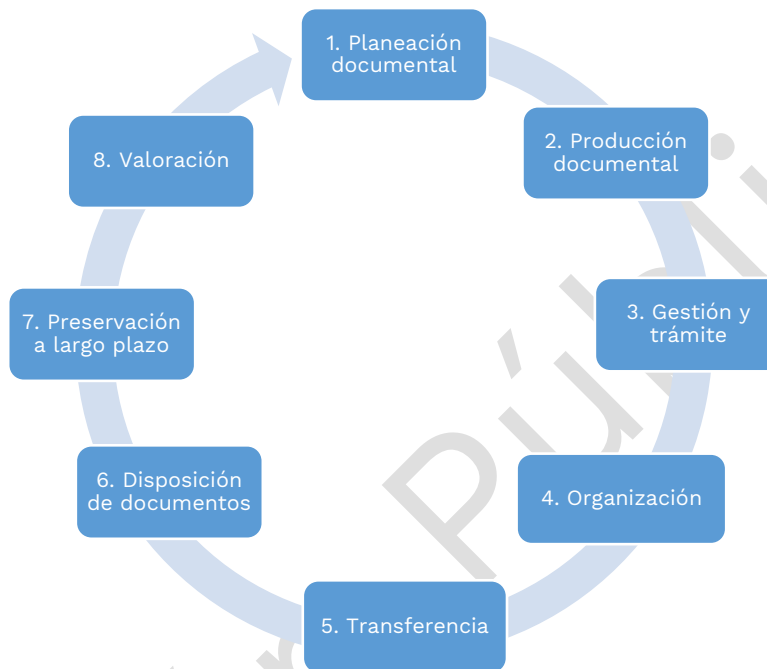 1. Planeación
documental
2. Producción
documental
3. Gestión y
trámite
4. Organización
5. Transferencia
6. Disposición
de documentos
7. Preservación
a largo plazo
8. Valoración